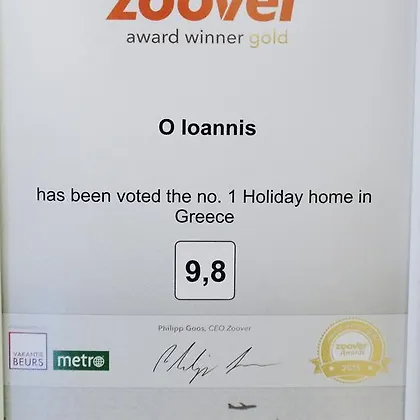 zoover
award winner gold
O Ioannis
has been voted the no. 1 Holiday home in
Greece
9,8
Philipp Goos, CEO Zoover
VAKANTIE
BEURS
metro
zoover
Awards